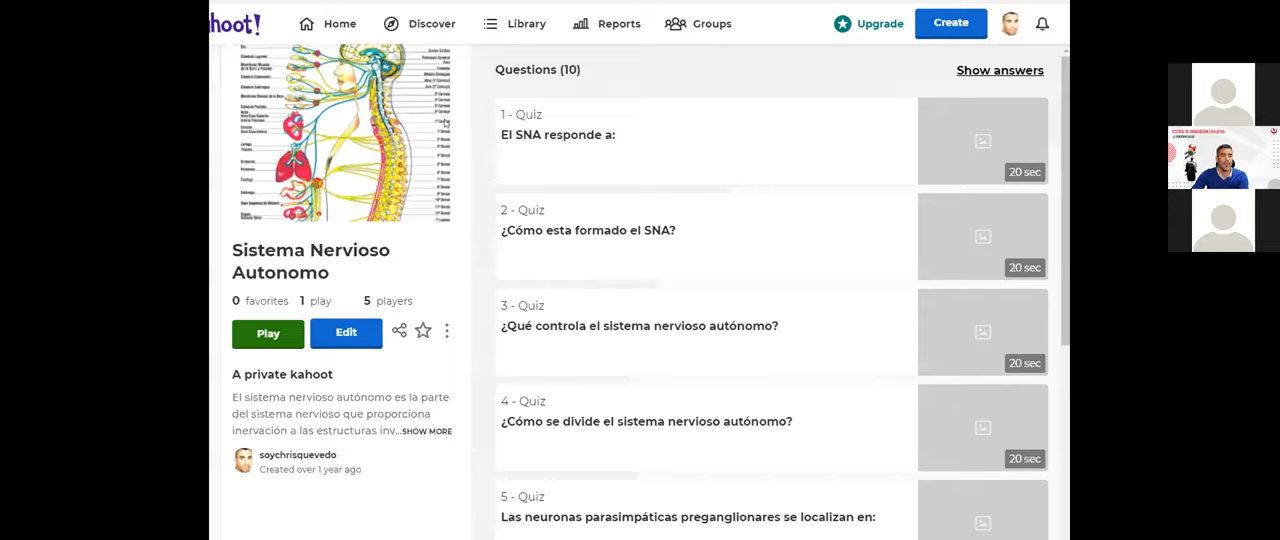 hoot!
Home
Discover
Library
Reports
Groups
Upgrade
Create
Sistema Nervioso
Autonomo
0 favorites 1 play 5 players
Play
Edit
A private kahoot
El sistema nervioso autónomo es la parte
del sistema nervioso que proporciona
inervación a las estructuras inv...SHOW MORE
soychrisquevedo
Created over 1 year ago
Questions (10)
Show answers
1 - Quiz
El SNA responde a:
20 sec
2 - Quiz
¿Cómo esta formado el SNA?
20 sec
3 - Quiz
¿Qué controla el sistema nervioso autónomo?
20 sec
4 - Quiz
¿Cómo se divide el sistema nervioso autónomo?
20 sec
5 - Quiz
Las neuronas parasimpáticas preganglionares se localizan en: